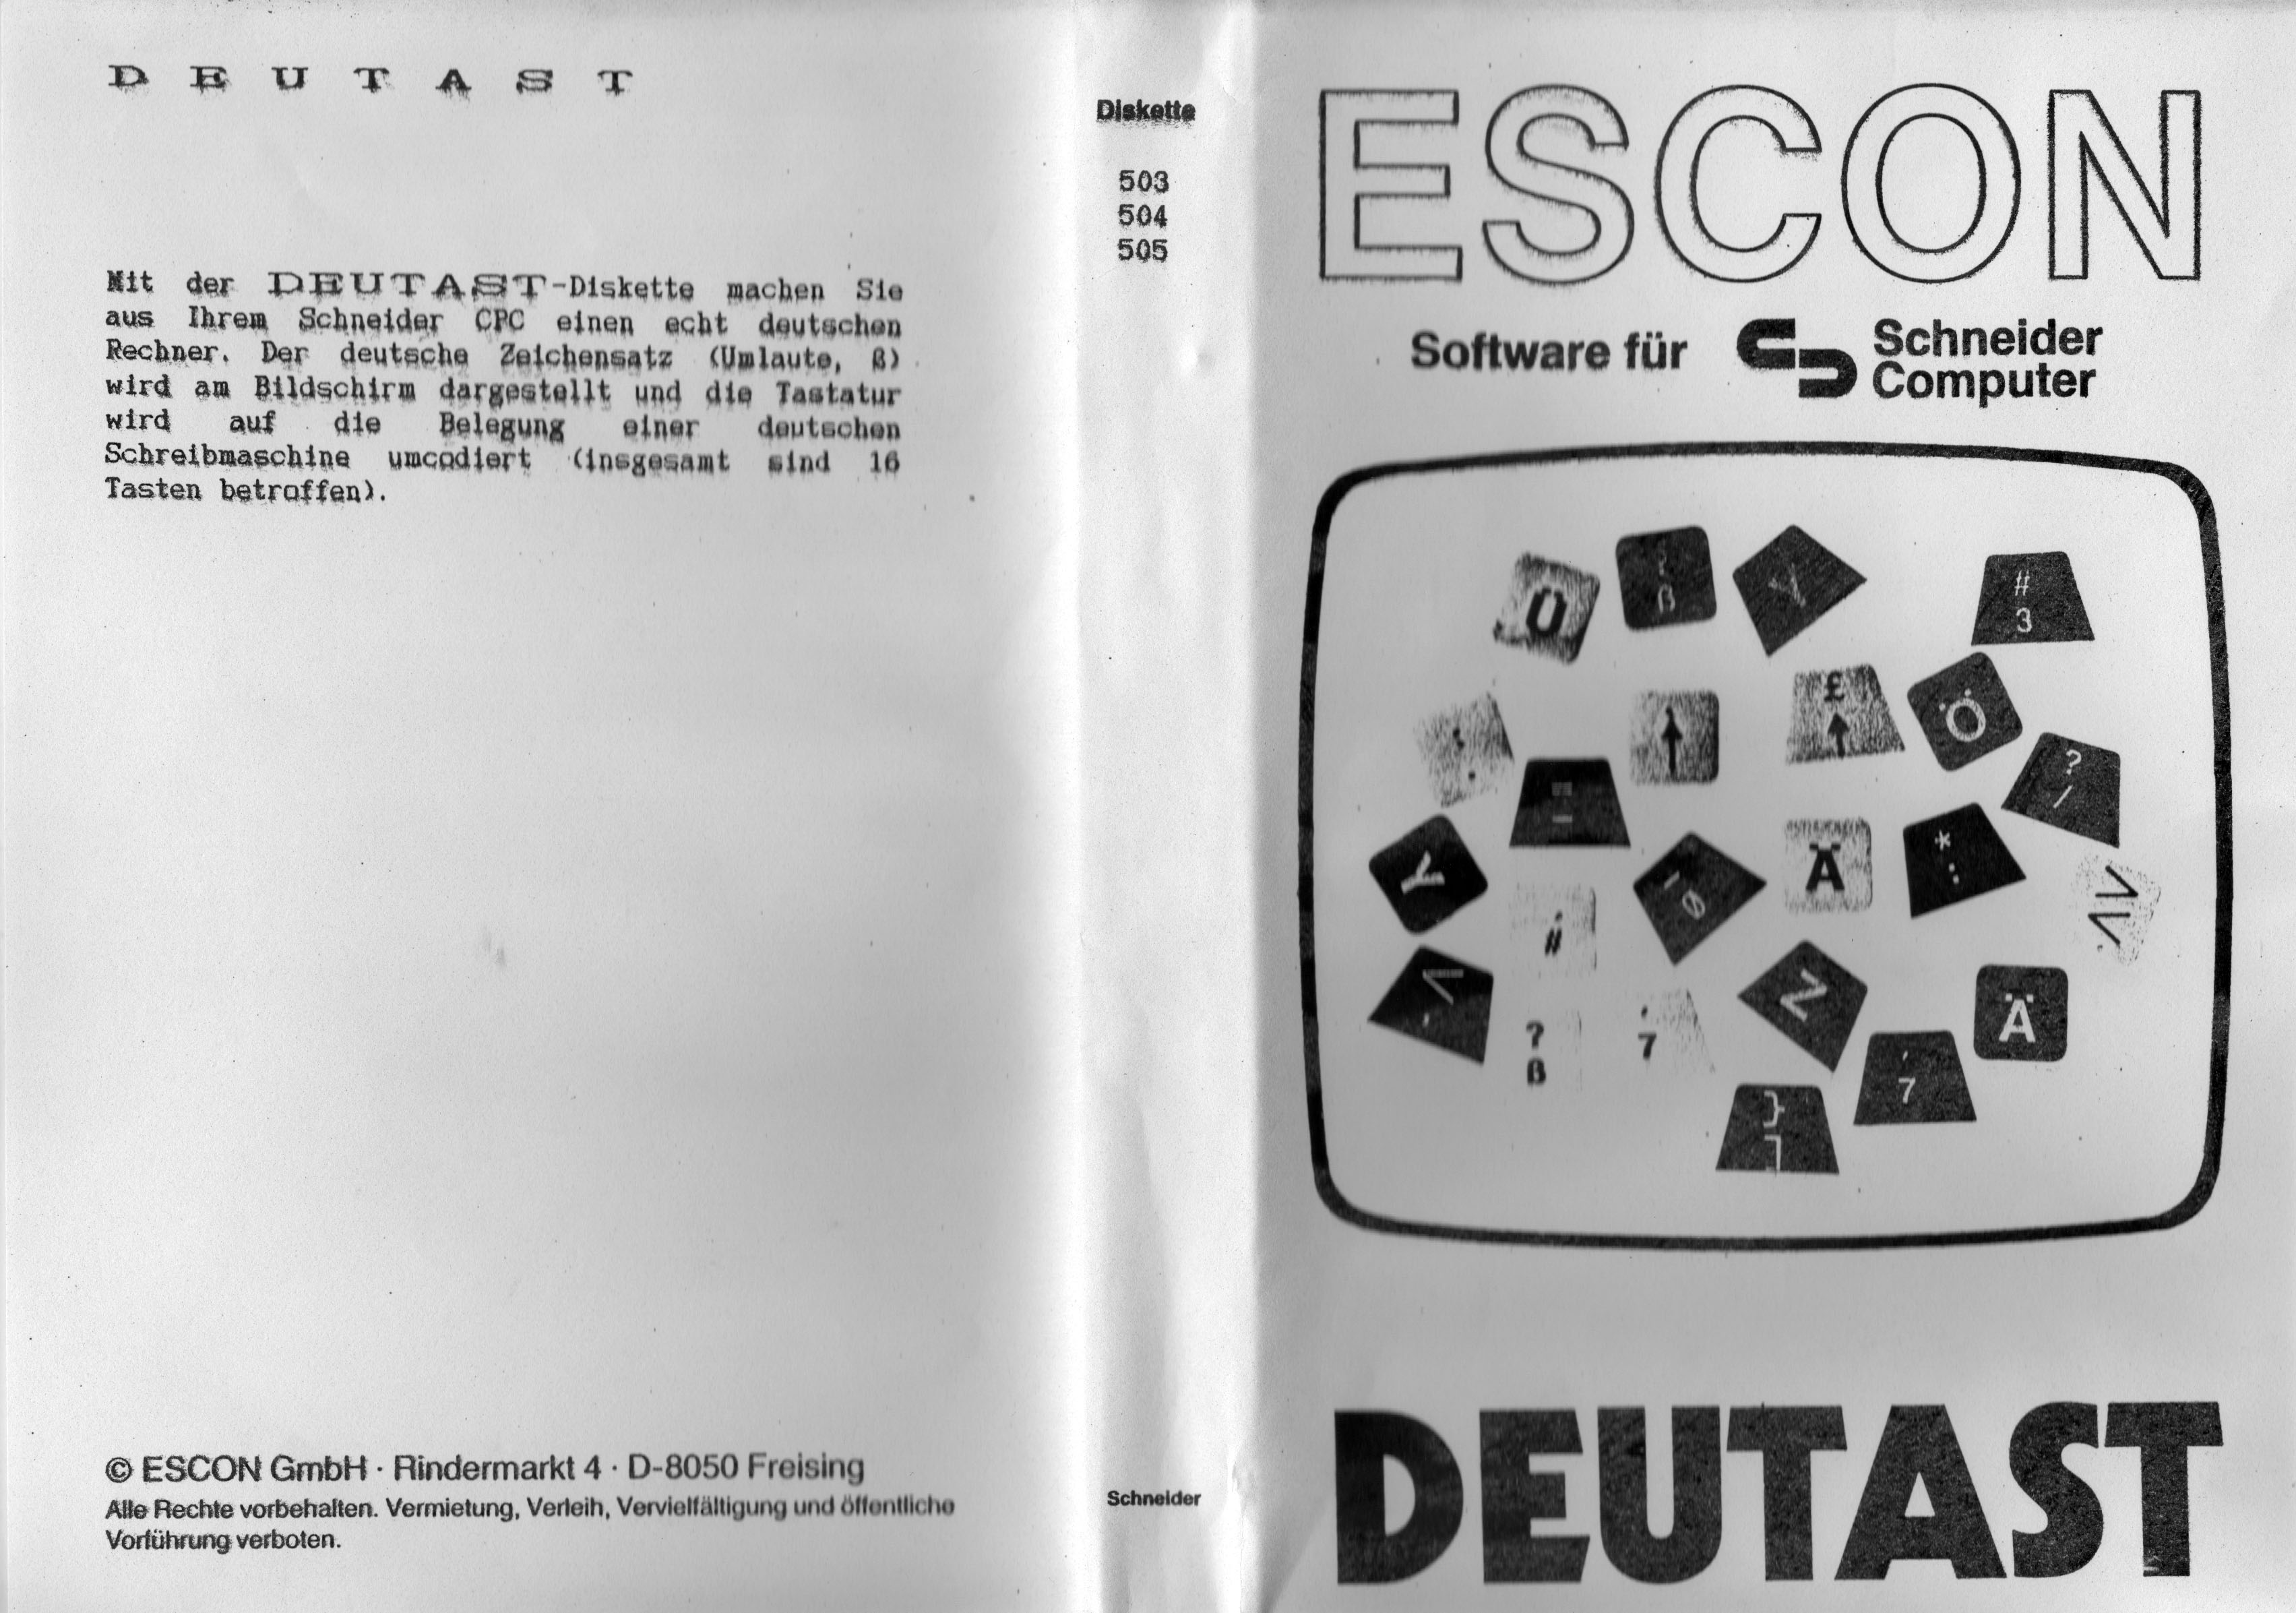 D E U T A S T
Mit der DEUTAST-Diskette machen Sie
aus Ihrem Schneider CPC einen echt deutschen
Rechner. Der deutsche Zeichensatz (Umlaute, ß)
wird am Bildschirm dargestellt und die Tastatur
wird auf die Belegung einer deutschen
Schreibmaschine umcodiert (insgesamt sind 16
Tasten betroffen).
© ESCON GmbH · Rindermarkt 4 · D-8050 Freising
Alle Rechte vorbehalten. Vermietung, Verleih, Vervielfältigung und öffentliche
Vorführung verboten.
Diskette
503
504
505
Schneider
ESCON
Software für
Schneider
Computer
Ü
? ß
Y
# 3
£ ↑
↑
Ö
? /
= -
Y
Ä
* :
#
0
Z
Ä
? ß
' 7
' 7
} ]
DEUTAST